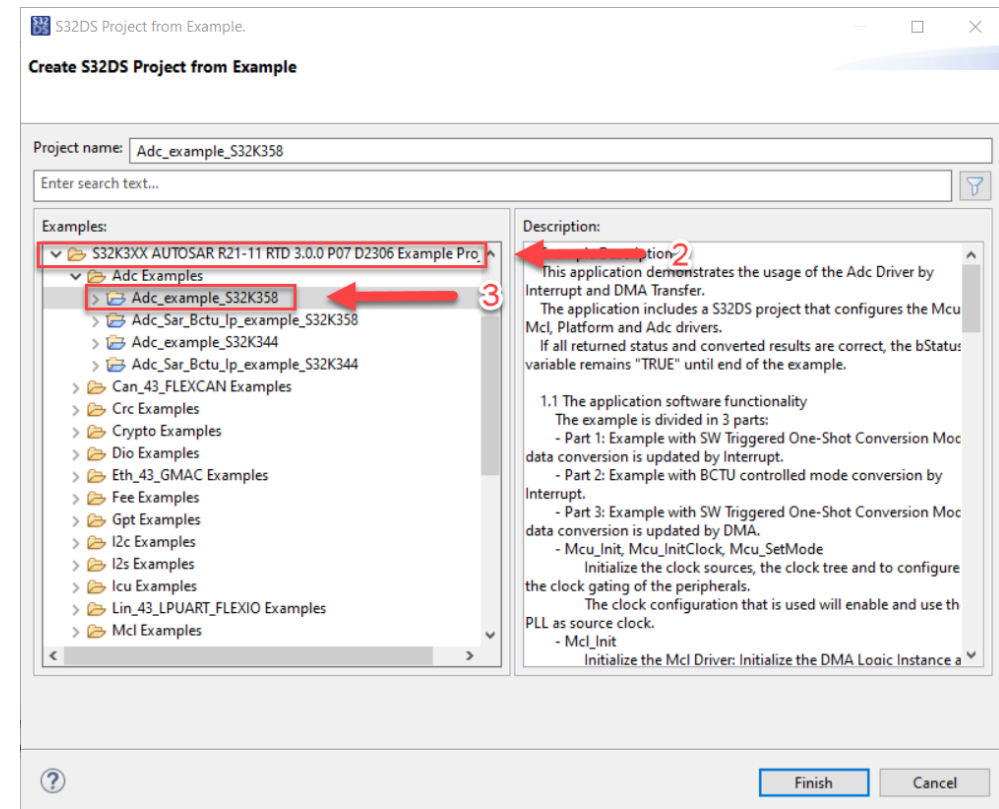 S32DS Project from Example.
Create S32DS Project from Example
Project name: Adc_example_S32K358
Enter search text...
Examples:
S32K3XX AUTOSAR R21-11 RTD 3.0.0 P07 D2306 Example Proj
Adc Examples
Adc_example_S32K358
3
Adc_Sar_Bctu_Ip_example_S32K358
Adc_example_S32K344
Adc_Sar_Bctu_Ip_example_S32K344
Can_43_FLEXCAN Examples
Crc Examples
Crypto Examples
Dio Examples
Eth_43_GMAC Examples
Fee Examples
Gpt Examples
I2c Examples
I2s Examples
Icu Examples
Lin_43_LPUART_FLEXIO Examples
Mcl Examples
Description:
2
This application demonstrates the usage of the Adc Driver by
Interrupt and DMA Transfer.
The application includes a S32DS project that configures the Mcu
Mcl, Platform and Adc drivers.
If all returned status and converted results are correct, the bStatus
variable remains "TRUE" until end of the example.
1.1 The application software functionality
The example is divided in 3 parts:
- Part 1: Example with SW Triggered One-Shot Conversion Moc
data conversion is updated by Interrupt.
- Part 2: Example with BCTU controlled mode conversion by
Interrupt.
- Part 3: Example with SW Triggered One-Shot Conversion Moc
data conversion is updated by DMA.
- Mcu_Init, Mcu_InitClock, Mcu_SetMode
Initialize the clock sources, the clock tree and to configure
the clock gating of the peripherals.
The clock configuration that is used will enable and use th
PLL as source clock.
- Mcl_Init
Initialize the Mcl Driver: Initialize the DMA Logic Instance a
Finish
Cancel